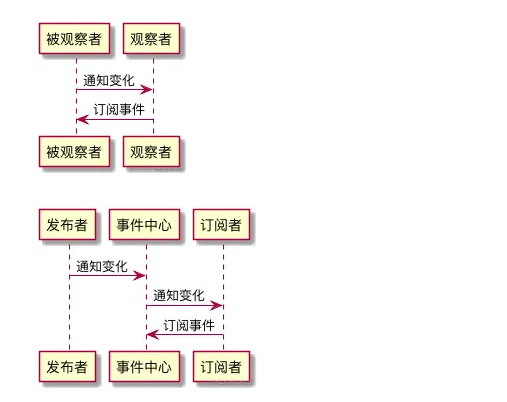 被观察者 观察者
通知变化
订阅事件
被观察者 观察者
发布者 事件中心 订阅者
通知变化
通知变化
订阅事件
发布者 事件中心 订阅者